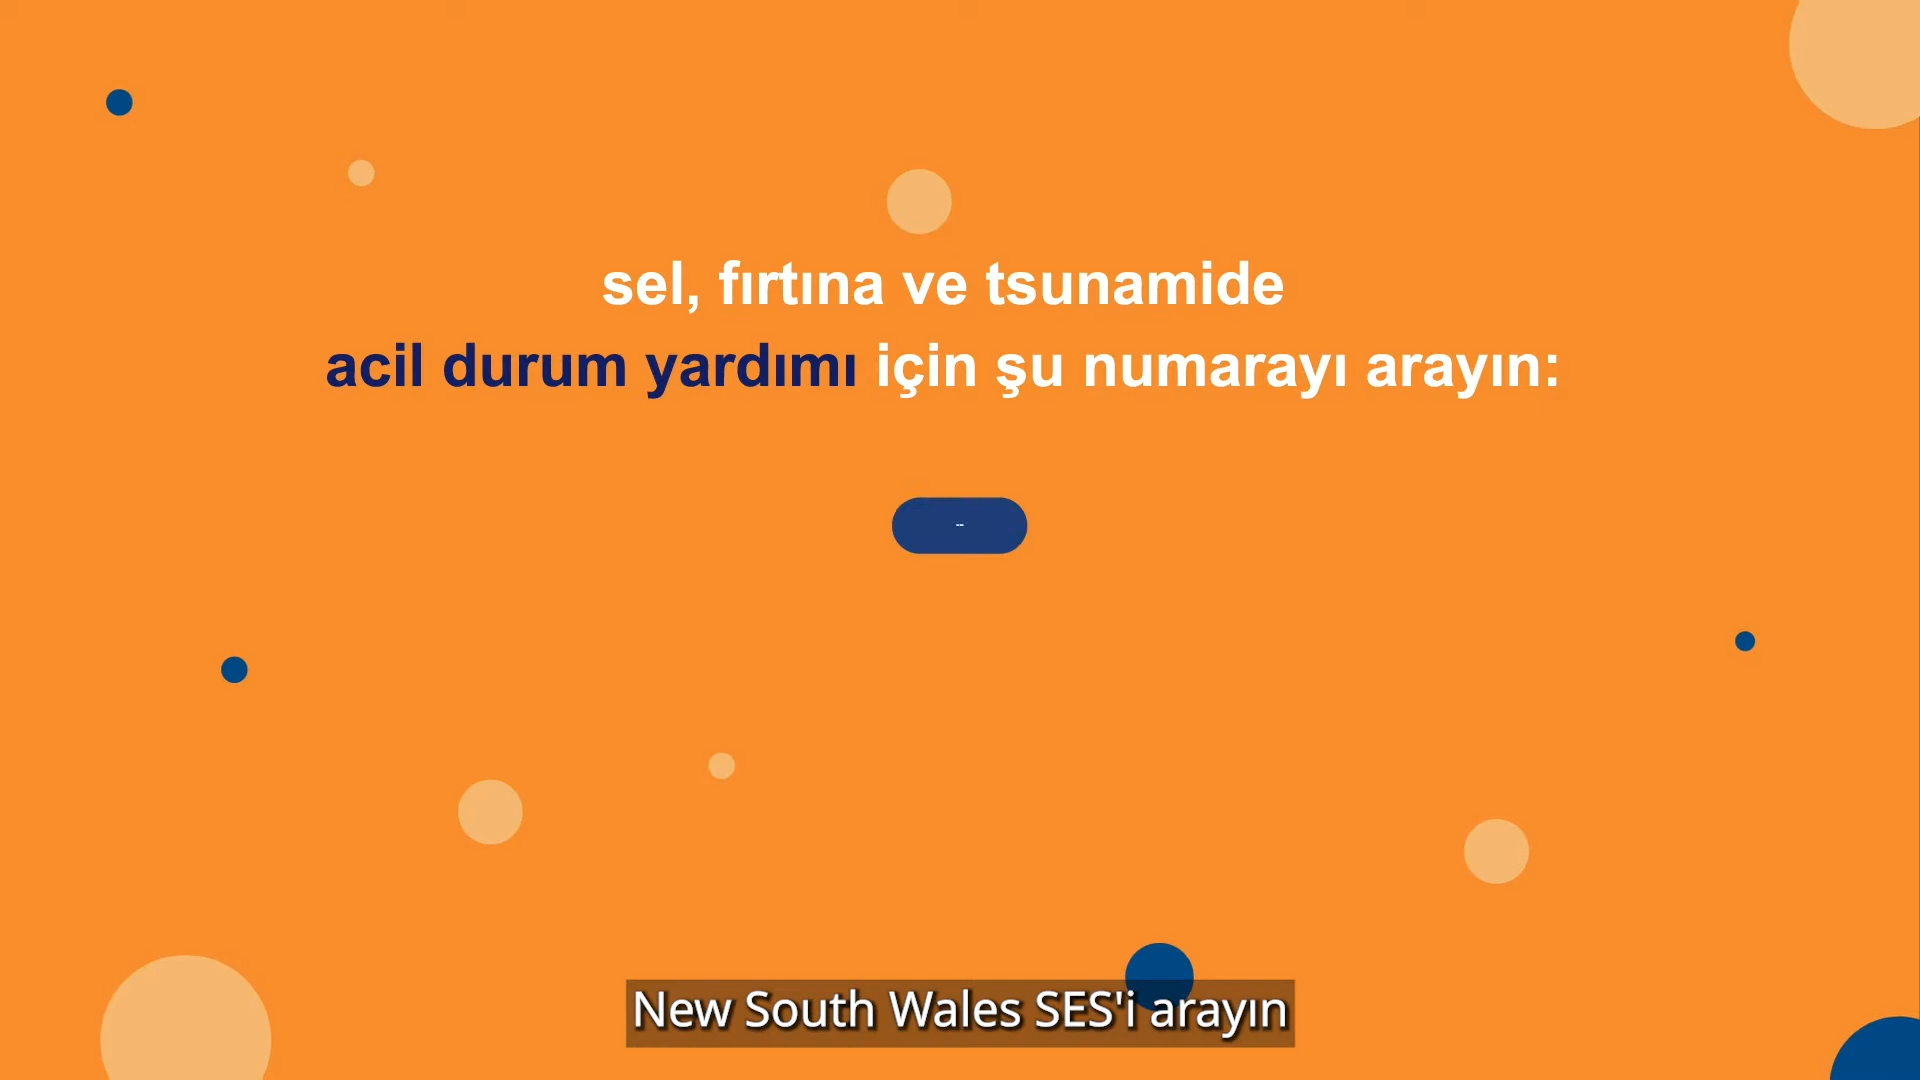 sel, fırtına ve tsunamide
acil durum yardımı için şu numarayı arayın:
--
New South Wales SES'i arayın